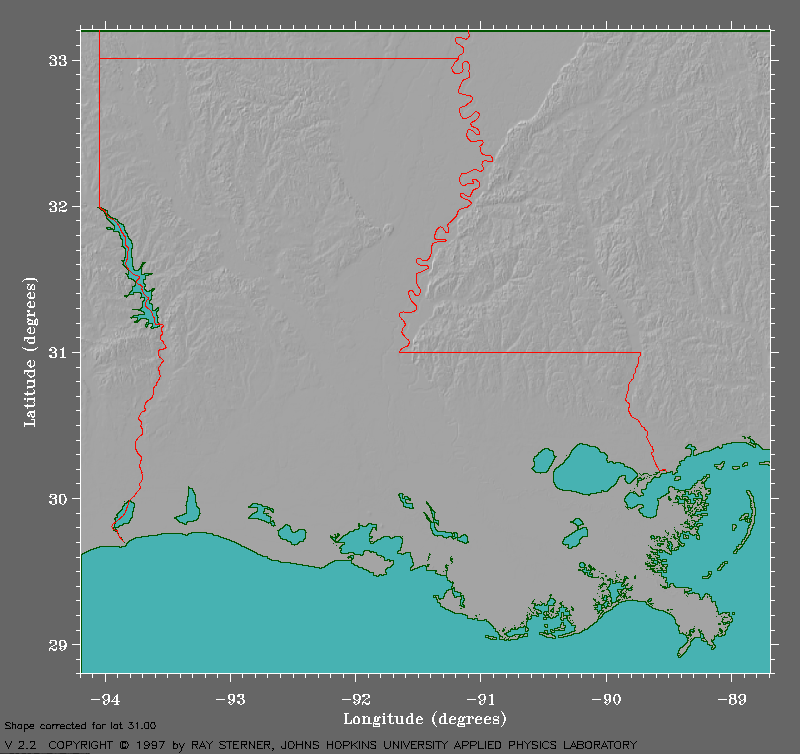 33
32
31
30
29
Latitude (degrees)
−94 −93 −92 −91 −90 −89
Longitude (degrees)
Shape corrected for lat 31.00
V 2.2 COPYRIGHT © 1997 by RAY STERNER, JOHNS HOPKINS UNIVERSITY APPLIED PHYSICS LABORATORY